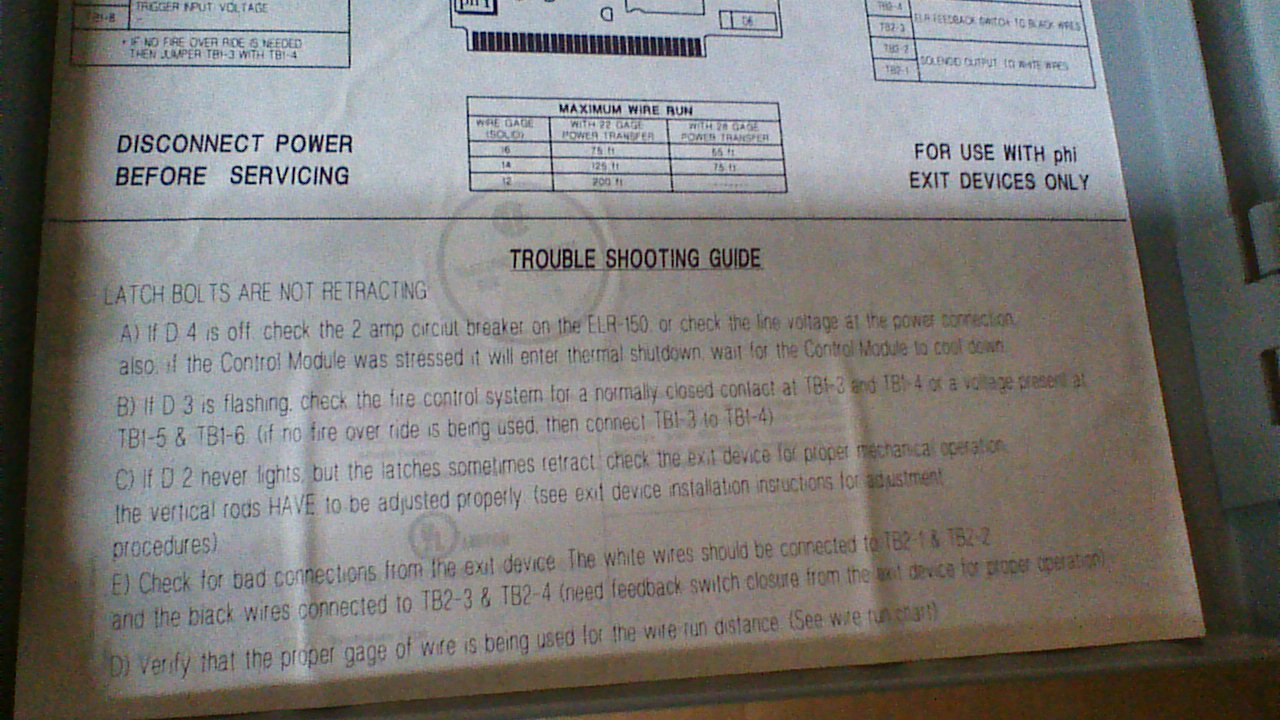 TB1-8
TRIGGER INPUT VOLTAGE
* IF NO FIRE OVER RIDE IS NEEDED
THEN JUMPER TB1-3 WITH TB1-4
phi
D6
TB2-4
TB2-3
ELR FEEDBACK SWITCH TO BLACK WIRES
TB2-2
TB2-1
SOLENOID OUTPUT TO WHITE WIRES
DISCONNECT POWER
BEFORE SERVICING
MAXIMUM WIRE RUN
WIRE GAGE (SOLID) WITH 22 GAGE POWER TRANSFER WITH 28 GAGE POWER TRANSFER
16 75 ft 55 ft
14 125 ft 75 ft
12 200 ft
FOR USE WITH phi
EXIT DEVICES ONLY
TROUBLE SHOOTING GUIDE
LATCH BOLTS ARE NOT RETRACTING
A) If D 4 is off, check the 2 amp circiut breaker on the ELR-150, or check the line voltage at the power connection,
also, if the Control Module was stressed it will enter thermal shutdown, wait for the Control Module to cool down.
B) If D 3 is flashing, check the fire control system for a normally closed contact at TB1-3 and TB1-4 or a voltage present at
TB1-5 & TB1-6. (if no fire over ride is being used, then connect TB1-3 to TB1-4)
C) If D 2 never lights, but the latches sometimes retract, check the exit device for proper mechanical operation,
the vertical rods HAVE to be adjusted properly. (see exit device installation instuctions for adjustment
procedures)
E) Check for bad connections from the exit device. The white wires should be connected to TB2-1 & TB2-2
and the black wires connected to TB2-3 & TB2-4 (need feedback switch closure from the exit device for proper operation)
D) Verify that the proper gage of wire is being used for the wire run distance. (See wire run chart)